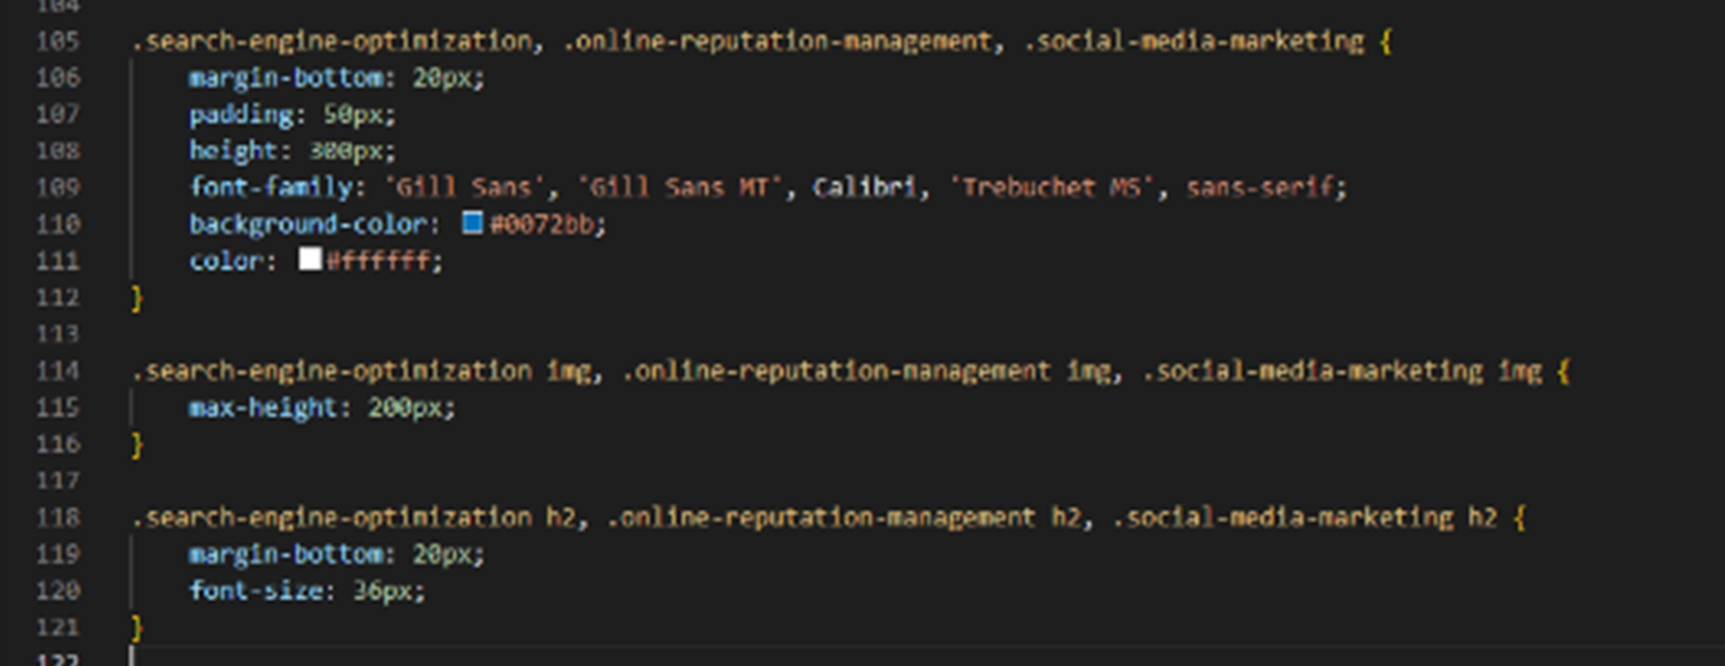 104
105 .search-engine-optimization, .online-reputation-management, .social-media-marketing {
106     margin-bottom: 20px;
107     padding: 50px;
108     height: 300px;
109     font-family: 'Gill Sans', 'Gill Sans MT', Calibri, 'Trebuchet MS', sans-serif;
110     background-color: #0072bb;
111     color: #ffffff;
112 }
113
114 .search-engine-optimization img, .online-reputation-management img, .social-media-marketing img {
115     max-height: 200px;
116 }
117
118 .search-engine-optimization h2, .online-reputation-management h2, .social-media-marketing h2 {
119     margin-bottom: 20px;
120     font-size: 36px;
121 }
122